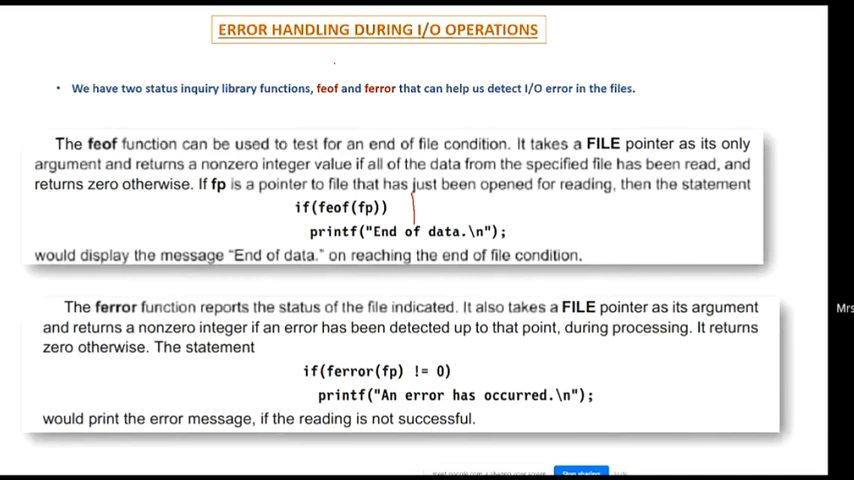 ERROR HANDLING DURING I/O OPERATIONS
• We have two status inquiry library functions, feof and ferror that can help us detect I/O error in the files.
The feof function can be used to test for an end of file condition. It takes a FILE pointer as its only
argument and returns a nonzero integer value if all of the data from the specified file has been read, and
returns zero otherwise. If fp is a pointer to file that has just been opened for reading, then the statement
if(feof(fp))
printf("End of data.\n");
would display the message "End of data." on reaching the end of file condition.
The ferror function reports the status of the file indicated. It also takes a FILE pointer as its argument
and returns a nonzero integer if an error has been detected up to that point, during processing. It returns
zero otherwise. The statement
if(ferror(fp) != 0)
printf("An error has occurred.\n");
would print the error message, if the reading is not successful.
Mrs
Stop sharing